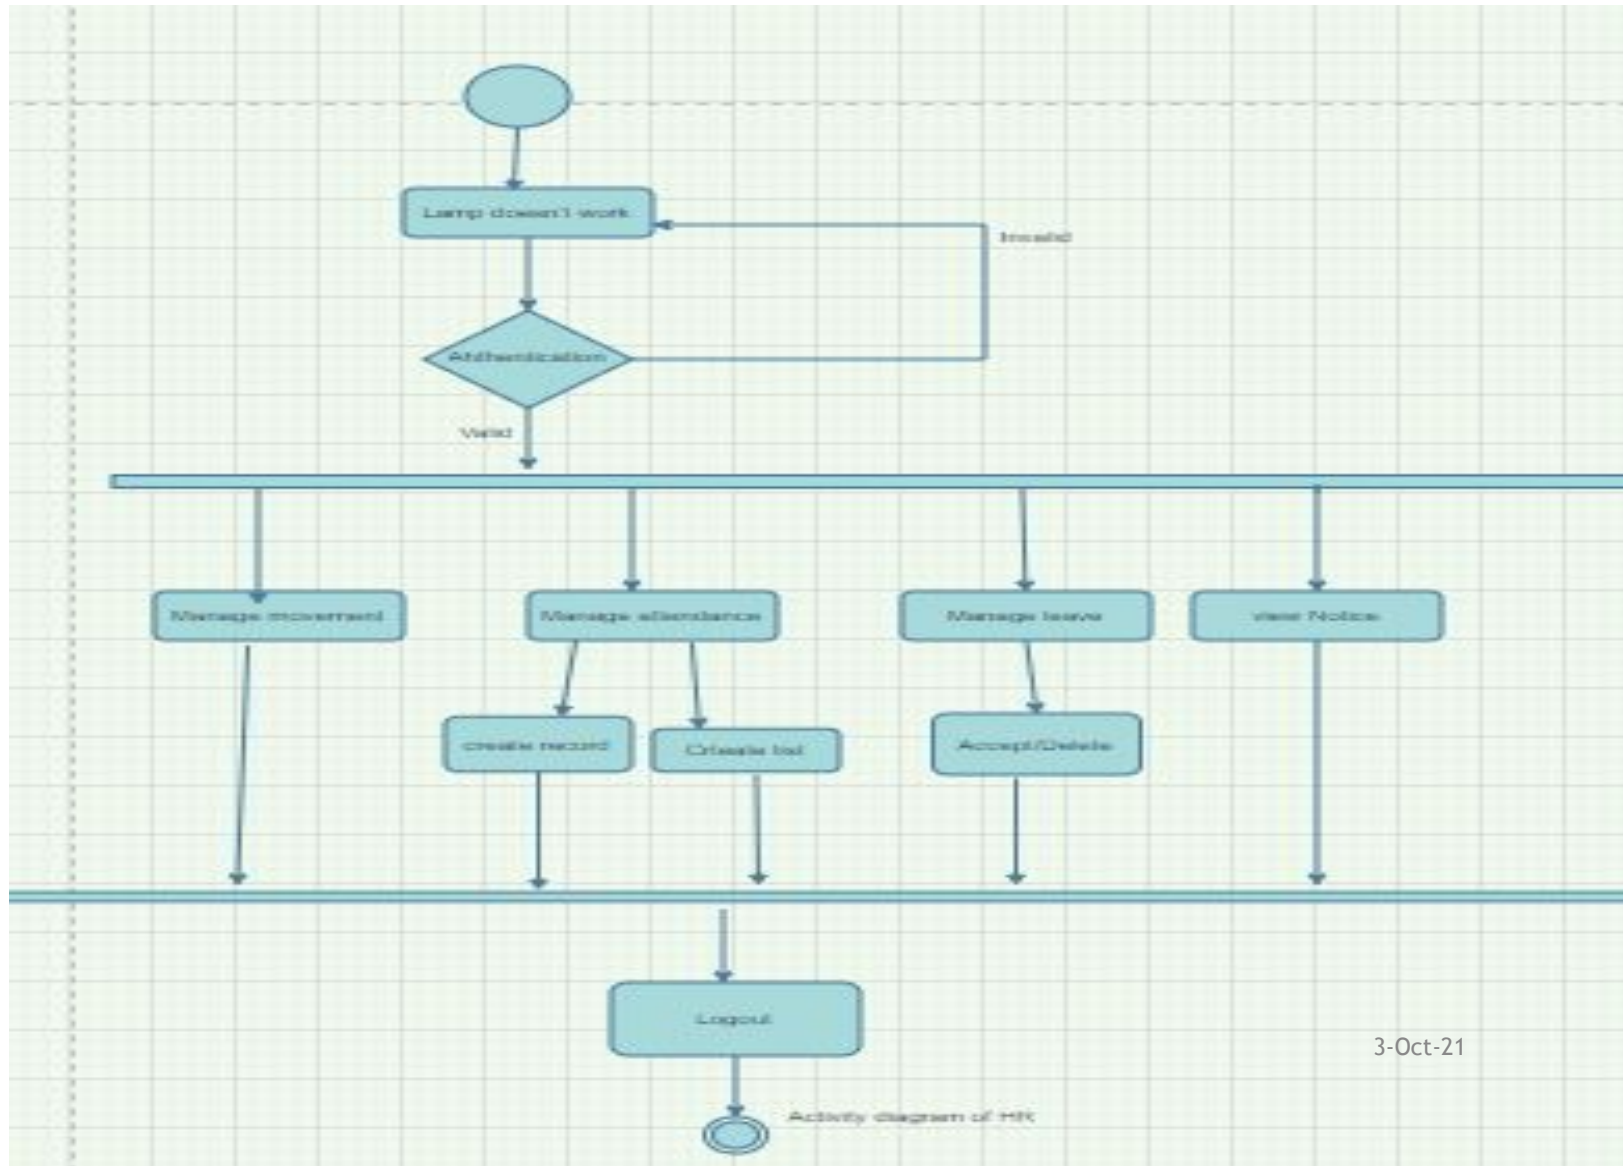 Lamp doesn't work
Invalid
Authentication
Valid
Manage movement
Manage attendance
Manage leave
view Notice
create record
Create list
Accept/Delete
Logout
3-Oct-21
Activity diagram of HR